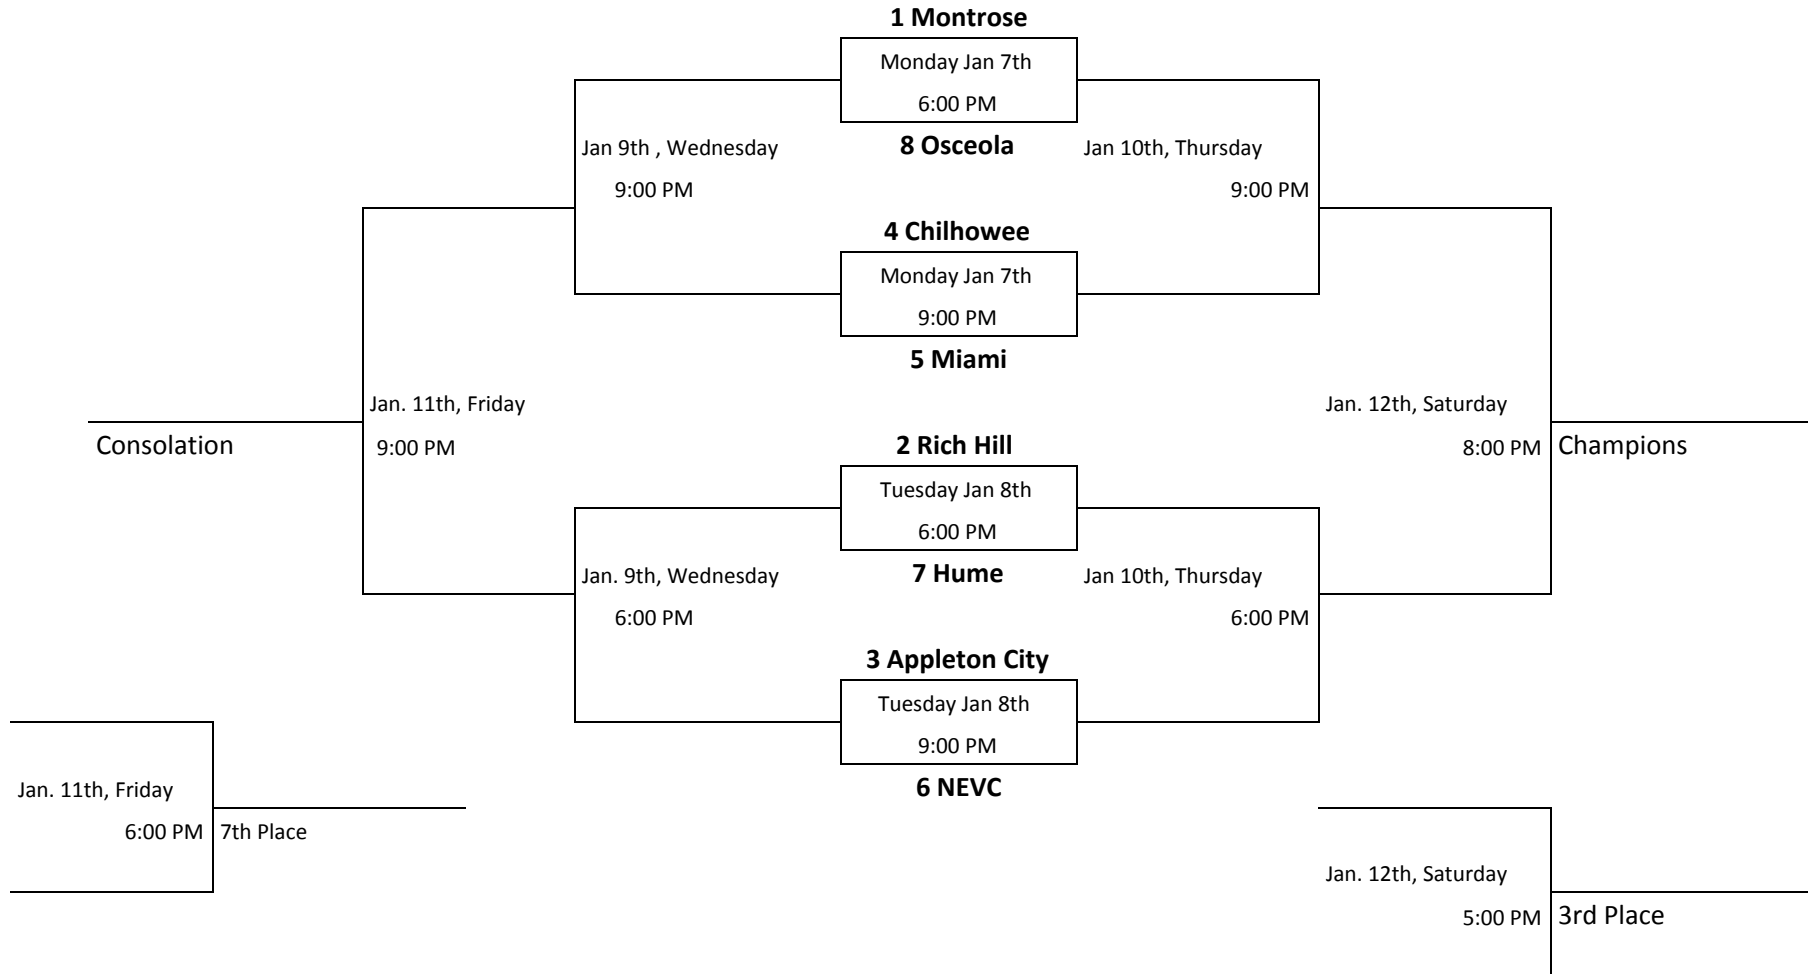 1 Montrose
Monday Jan 7th
6:00 PM
Jan 9th , Wednesday
8 Osceola
Jan 10th, Thursday
9:00 PM
9:00 PM
4 Chilhowee
Monday Jan 7th
9:00 PM
5 Miami
Jan. 11th, Friday
Jan. 12th, Saturday
Consolation
9:00 PM
2 Rich Hill
8:00 PM
Champions
Tuesday Jan 8th
6:00 PM
Jan. 9th, Wednesday
7 Hume
Jan 10th, Thursday
6:00 PM
6:00 PM
3 Appleton City
Tuesday Jan 8th
9:00 PM
6 NEVC
Jan. 11th, Friday
6:00 PM
7th Place
Jan. 12th, Saturday
5:00 PM
3rd Place